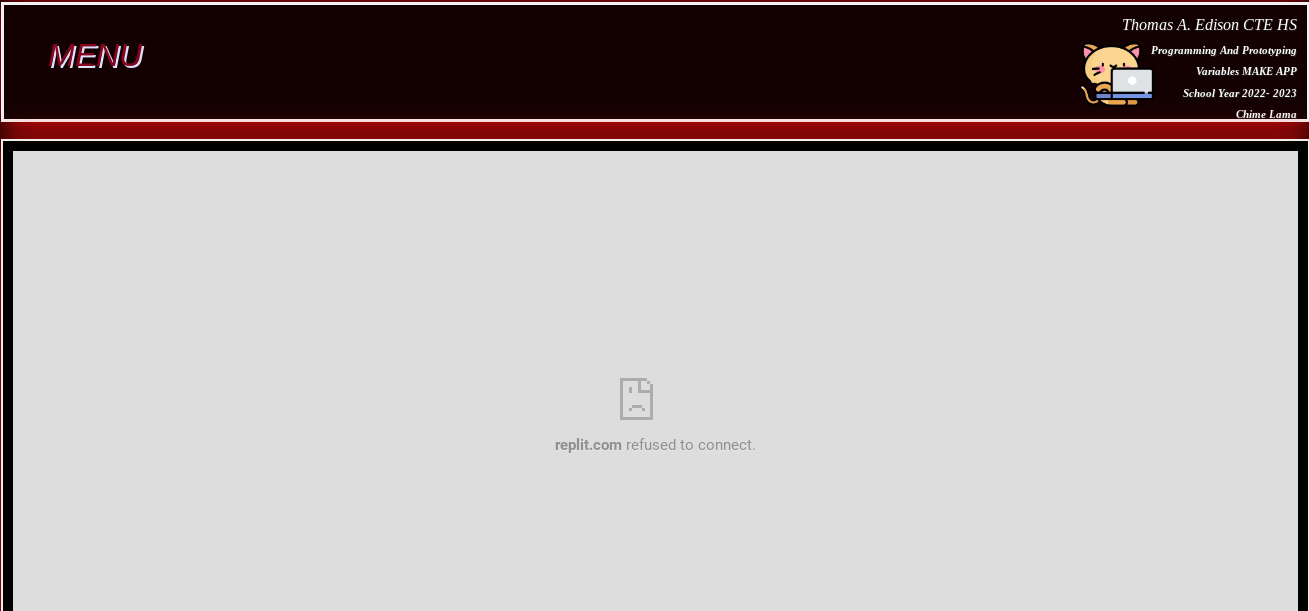 MENU
Thomas A. Edison CTE HS
Programming And Prototyping
Variables MAKE APP
School Year 2022- 2023
Chime Lama
replit.com refused to connect.